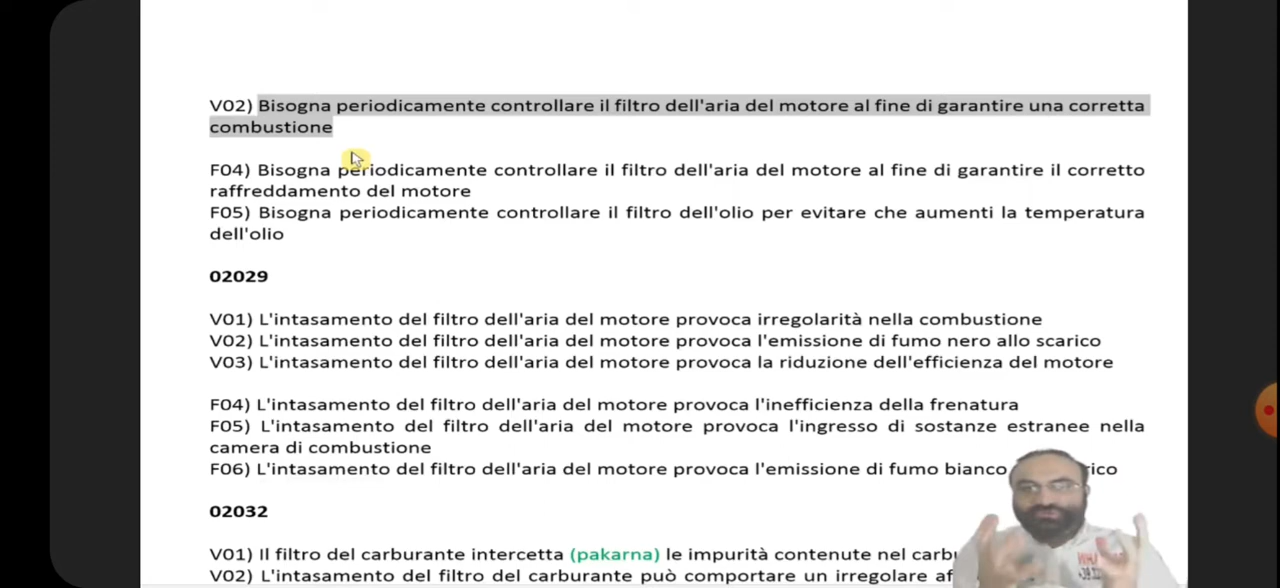 V02) Bisogna periodicamente controllare il filtro dell'aria del motore al fine di garantire una corretta
combustione
F04) Bisogna periodicamente controllare il filtro dell'aria del motore al fine di garantire il corretto
raffreddamento del motore
F05) Bisogna periodicamente controllare il filtro dell'olio per evitare che aumenti la temperatura
dell'olio
02029
V01) L'intasamento del filtro dell'aria del motore provoca irregolarità nella combustione
V02) L'intasamento del filtro dell'aria del motore provoca l'emissione di fumo nero allo scarico
V03) L'intasamento del filtro dell'aria del motore provoca la riduzione dell'efficienza del motore
F04) L'intasamento del filtro dell'aria del motore provoca l'inefficienza della frenatura
F05) L'intasamento del filtro dell'aria del motore provoca l'ingresso di sostanze estranee nella
camera di combustione
F06) L'intasamento del filtro dell'aria del motore provoca l'emissione di fumo bianco
02032
V01) Il filtro del carburante intercetta (pakarna) le impurità contenute nel
V02) L'intasamento del filtro del carburante può comportare un irregolare